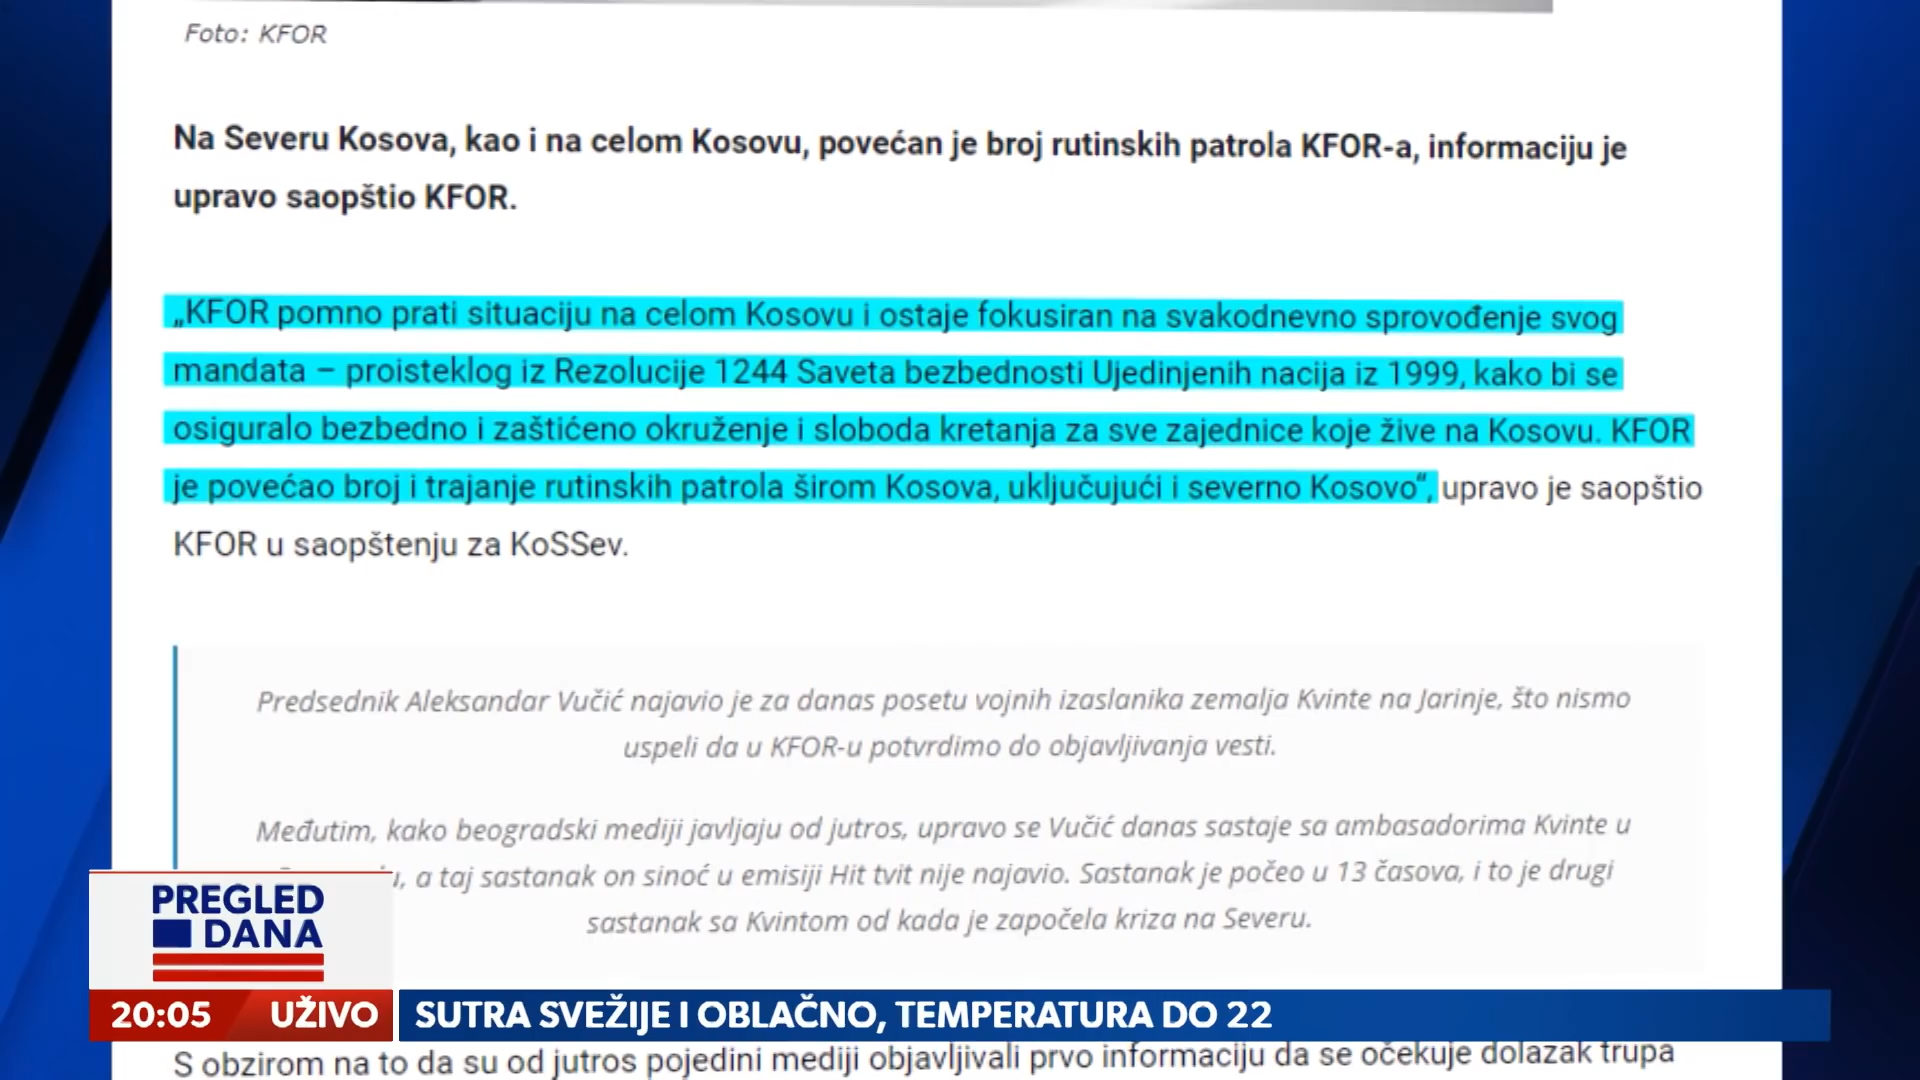 Foto: KFOR
Na Severu Kosova, kao i na celom Kosovu, povećan je broj rutinskih patrola KFOR-a, informaciju je
upravo saopštio KFOR.
„KFOR pomno prati situaciju na celom Kosovu i ostaje fokusiran na svakodnevno sprovođenje svog
mandata – proisteklog iz Rezolucije 1244 Saveta bezbednosti Ujedinjenih nacija iz 1999, kako bi se
osiguralo bezbedno i zaštićeno okruženje i sloboda kretanja za sve zajednice koje žive na Kosovu. KFOR
je povećao broj i trajanje rutinskih patrola širom Kosova, uključujući i severno Kosovo“, upravo je saopštio
KFOR u saopštenju za KoSSev.
Predsednik Aleksandar Vučić najavio je za danas posetu vojnih izaslanika zemalja Kvinte na Jarinje, što nismo
uspeli da u KFOR-u potvrdimo do objavljivanja vesti.
Međutim, kako beogradski mediji javljaju od jutros, upravo se Vučić danas sastaje sa ambasadorima Kvinte u
a taj sastanak on sinoć u emisiji Hit tvit nije najavio. Sastanak je počeo u 13 časova, i to je drugi
sastanak sa Kvintom od kada je započela kriza na Severu.
PREGLED
DANA
20:05 UŽIVO SUTRA SVEŽIJE I OBLAČNO, TEMPERATURA DO 22
S obzirom na to da su od jutros pojedini mediji objavljivali prvo informaciju da se očekuje dolazak trupa